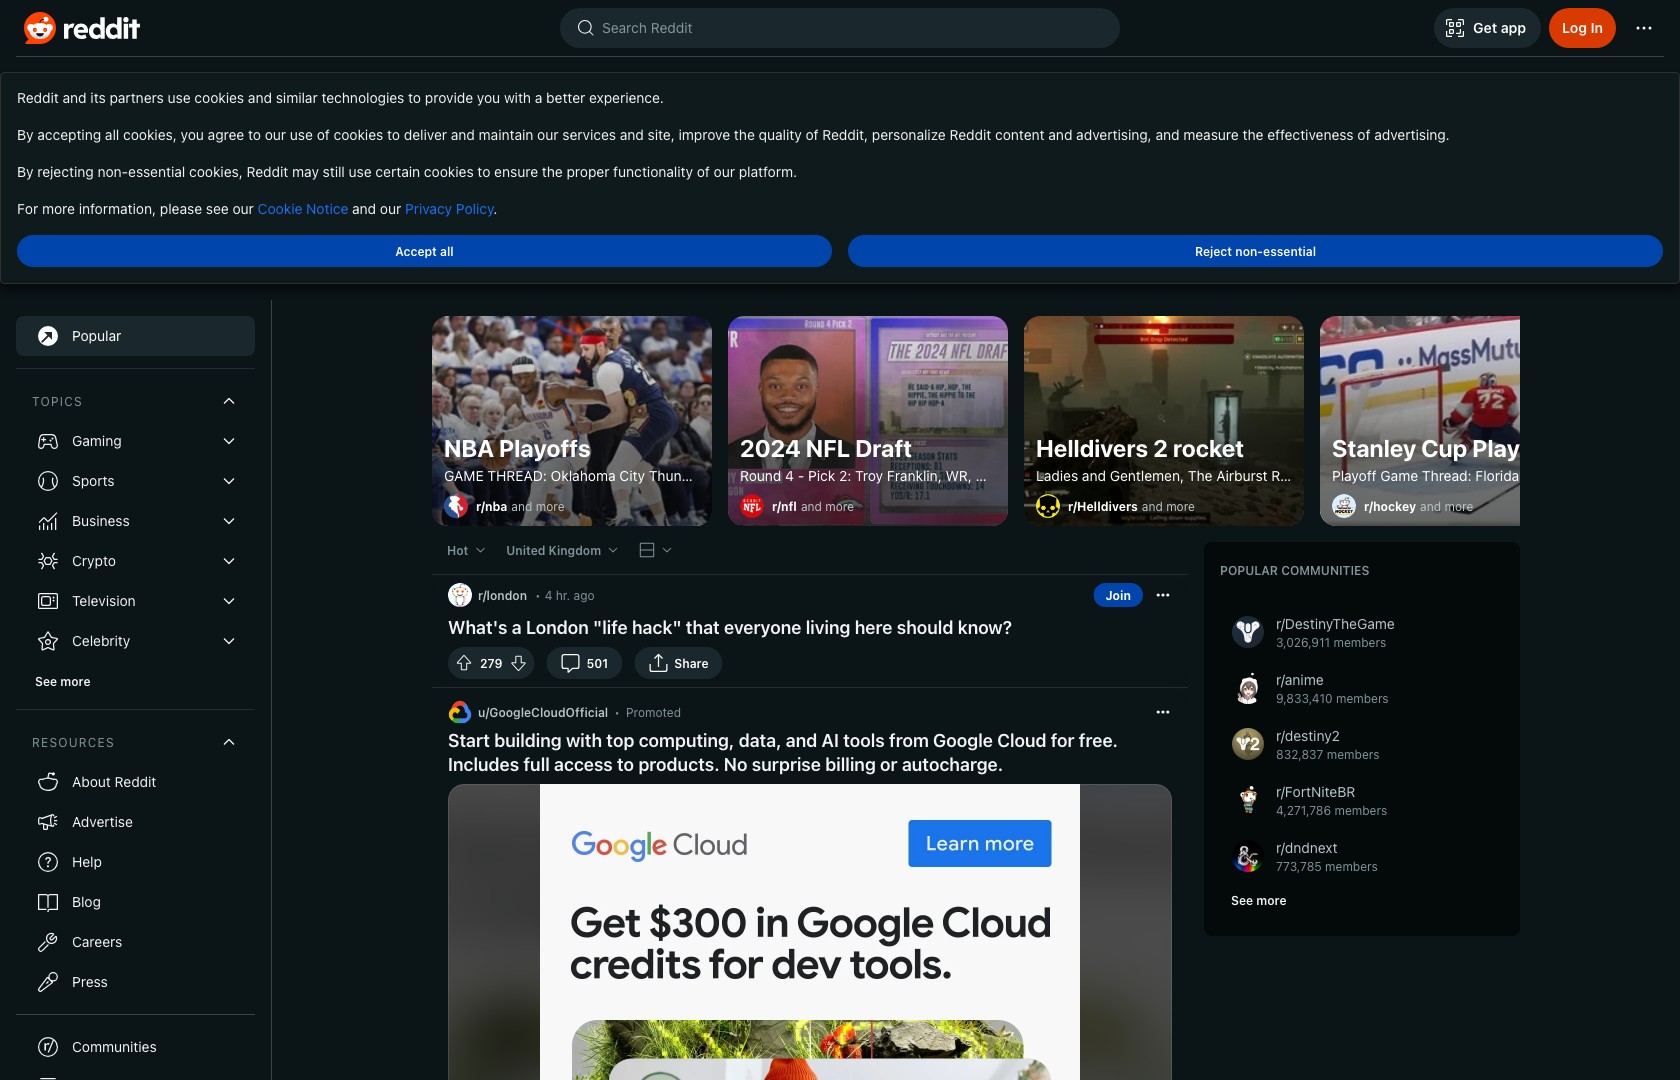 reddit
Search Reddit
Get app
Log In
Reddit and its partners use cookies and similar technologies to provide you with a better experience.
By accepting all cookies, you agree to our use of cookies to deliver and maintain our services and site, improve the quality of Reddit, personalize Reddit content and advertising, and measure the effectiveness of advertising.
By rejecting non-essential cookies, Reddit may still use certain cookies to ensure the proper functionality of our platform.
For more information, please see our Cookie Notice and our Privacy Policy.
Accept all
Reject non-essential
Popular
TOPICS
Gaming
Sports
Business
Crypto
Television
Celebrity
See more
RESOURCES
About Reddit
Advertise
Help
Blog
Careers
Press
Communities
NBA Playoffs
GAME THREAD: Oklahoma City Thun...
r/nba and more
ROUND 4 PICK 2
THE 2024 NFL DRAF
2024 NFL Draft
Round 4 - Pick 2: Troy Franklin, WR, ...
r/nfl and more
Helldivers 2 rocket
Ladies and Gentlemen, The Airburst R...
r/Helldivers and more
MassMutu
72
Stanley Cup Play
Playoff Game Thread: Florida
r/hockey and more
Hot
United Kingdom
r/london • 4 hr. ago
Join
What's a London "life hack" that everyone living here should know?
279
501
Share
u/GoogleCloudOfficial • Promoted
Start building with top computing, data, and AI tools from Google Cloud for free.
Includes full access to products. No surprise billing or autocharge.
Google Cloud
Learn more
Get $300 in Google Cloud
credits for dev tools.
POPULAR COMMUNITIES
r/DestinyTheGame
3,026,911 members
r/anime
9,833,410 members
r/destiny2
832,837 members
r/FortNiteBR
4,271,786 members
r/dndnext
773,785 members
See more